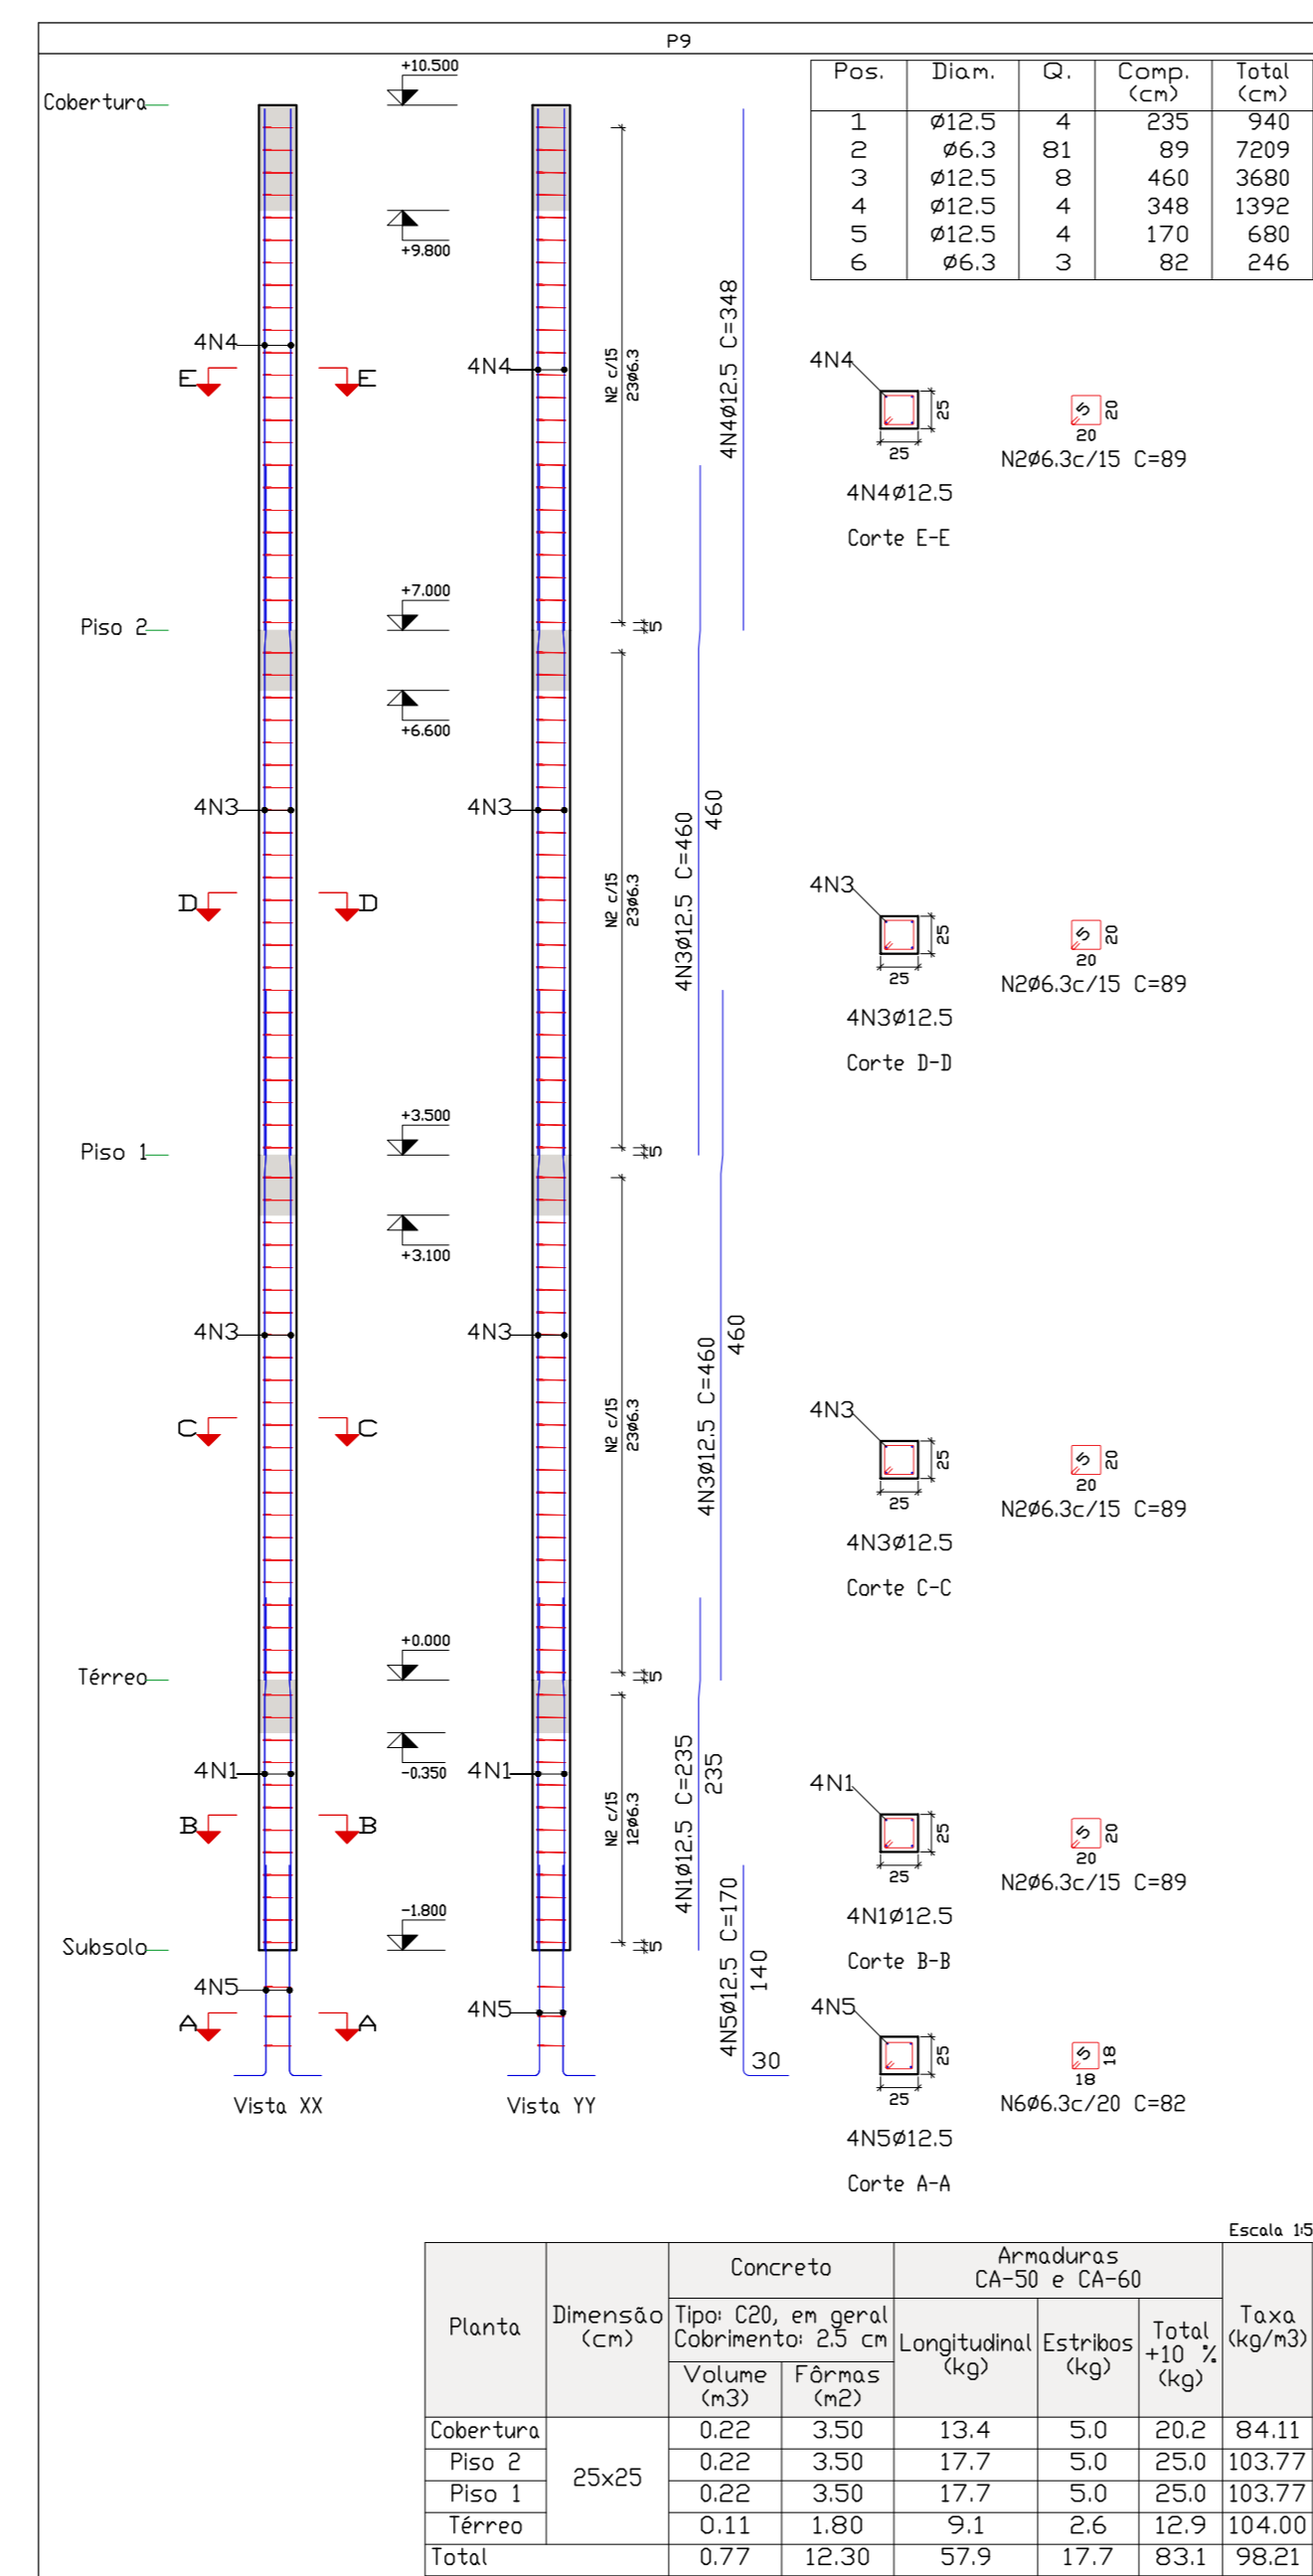 P9
Pos. Diam. Q. Comp. (cm) Total (cm)
1 Ø12.5 4 235 940
2 Ø6.3 81 89 7209
3 Ø12.5 8 460 3680
4 Ø12.5 4 348 1392
5 Ø12.5 4 170 680
6 Ø6.3 3 82 246
Cobertura
+10.500
+9.800
4N4
4N4
E E
N2 c/15
23Ø6.3
4N4Ø12.5 C=348
4N4
25
25
4N4Ø12.5
Corte E-E
5
20
20
N2Ø6.3c/15 C=89
Piso 2
+7.000
5
+6.600
4N3
4N3
D D
N2 c/15
23Ø6.3
4N3Ø12.5 C=460
460
4N3
25
25
4N3Ø12.5
Corte D-D
5
20
20
N2Ø6.3c/15 C=89
Piso 1
+3.500
5
+3.100
4N3
4N3
C C
N2 c/15
23Ø6.3
4N3Ø12.5 C=460
460
4N3
25
25
4N3Ø12.5
Corte C-C
5
20
20
N2Ø6.3c/15 C=89
Térreo
+0.000
5
-0.350
4N1
4N1
B B
N2 c/15
12Ø6.3
4N1Ø12.5 C=235
235
4N1
25
25
4N1Ø12.5
Corte B-B
5
20
20
N2Ø6.3c/15 C=89
Subsolo
-1.800
5
4N5
4N5
A A
4N5Ø12.5 C=170
140
30
4N5
25
25
4N5Ø12.5
Corte A-A
5
18
18
N6Ø6.3c/20 C=82
Vista XX
Vista YY
Escala 1:5
Planta
Dimensão (cm)
Concreto
Tipo: C20, em geral
Cobrimento: 2.5 cm
Volume (m3)
Fôrmas (m2)
Armaduras
CA-50 e CA-60
Longitudinal (kg)
Estribos (kg)
Total +10 % (kg)
Taxa (kg/m3)
Cobertura 0.22 3.50 13.4 5.0 20.2 84.11
Piso 2 0.22 3.50 17.7 5.0 25.0 103.77
25x25
Piso 1 0.22 3.50 17.7 5.0 25.0 103.77
Térreo 0.11 1.80 9.1 2.6 12.9 104.00
Total 0.77 12.30 57.9 17.7 83.1 98.21